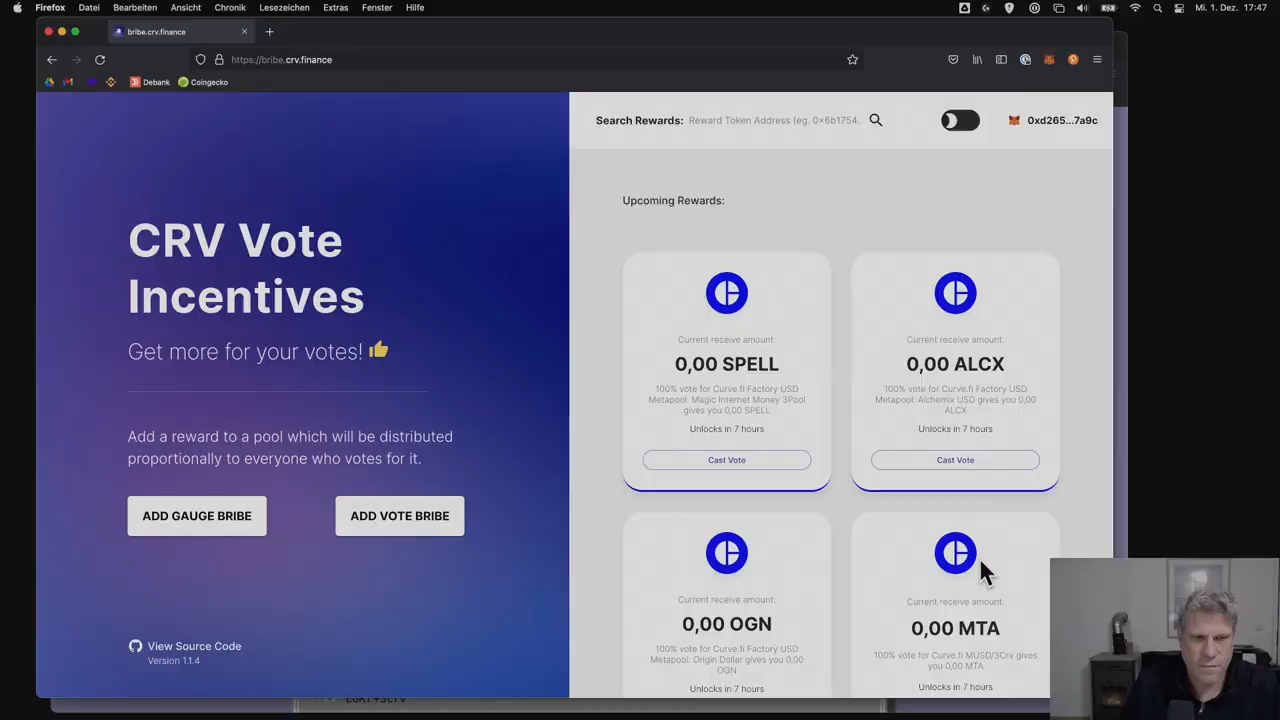 Firefox Datei Bearbeiten Ansicht Chronik Lesezeichen Extras Fenster Hilfe Mi. 1. Dez. 17:47
bribe.crv.finance
https://bribe.crv.finance
Debank Coingecko
Search Rewards: Reward Token Address (eg. 0x6b1754.. 0xd265...7a9c
Upcoming Rewards:
CRV Vote
Incentives
Get more for your votes!
Add a reward to a pool which will be distributed
proportionally to everyone who votes for it.
ADD GAUGE BRIBE ADD VOTE BRIBE
View Source Code
Version 1.1.4
Current receive amount:
0,00 SPELL
100% vote for Curve.fi Factory USD
Metapool: Magic Internet Money 3Pool
gives you 0,00 SPELL
Unlocks in 7 hours
Cast Vote
Current receive amount:
0,00 ALCX
100% vote for Curve.fi Factory USD
Metapool: Alchemix USD gives you 0,00
ALCX
Unlocks in 7 hours
Cast Vote
Current receive amount:
0,00 OGN
100% vote for Curve.fi Factory USD
Metapool: Origin Dollar gives you 0,00
OGN
Unlocks in 7 hours
Current receive amount:
0,00 MTA
100% vote for Curve.fi MUSD/3Crv gives
you 0,00 MTA
Unlocks in 7 hours